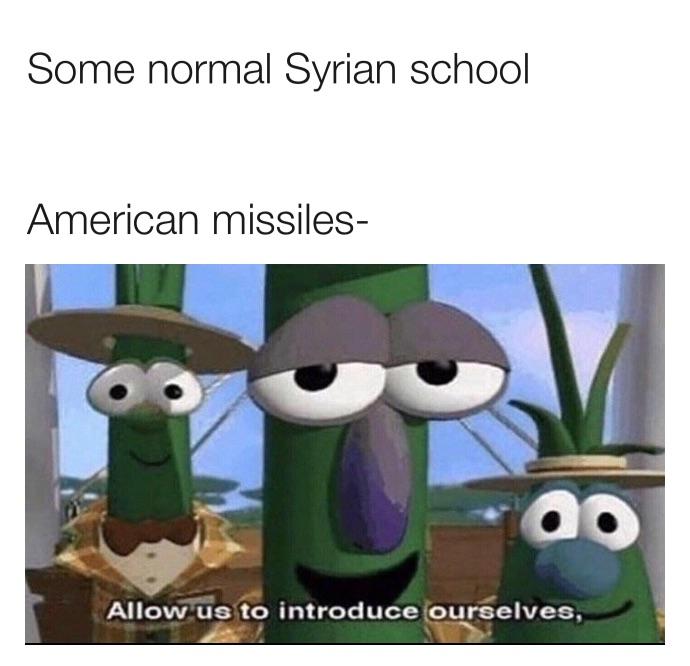 Some normal Syrian school
American missiles-
Allow us to introduce ourselves,